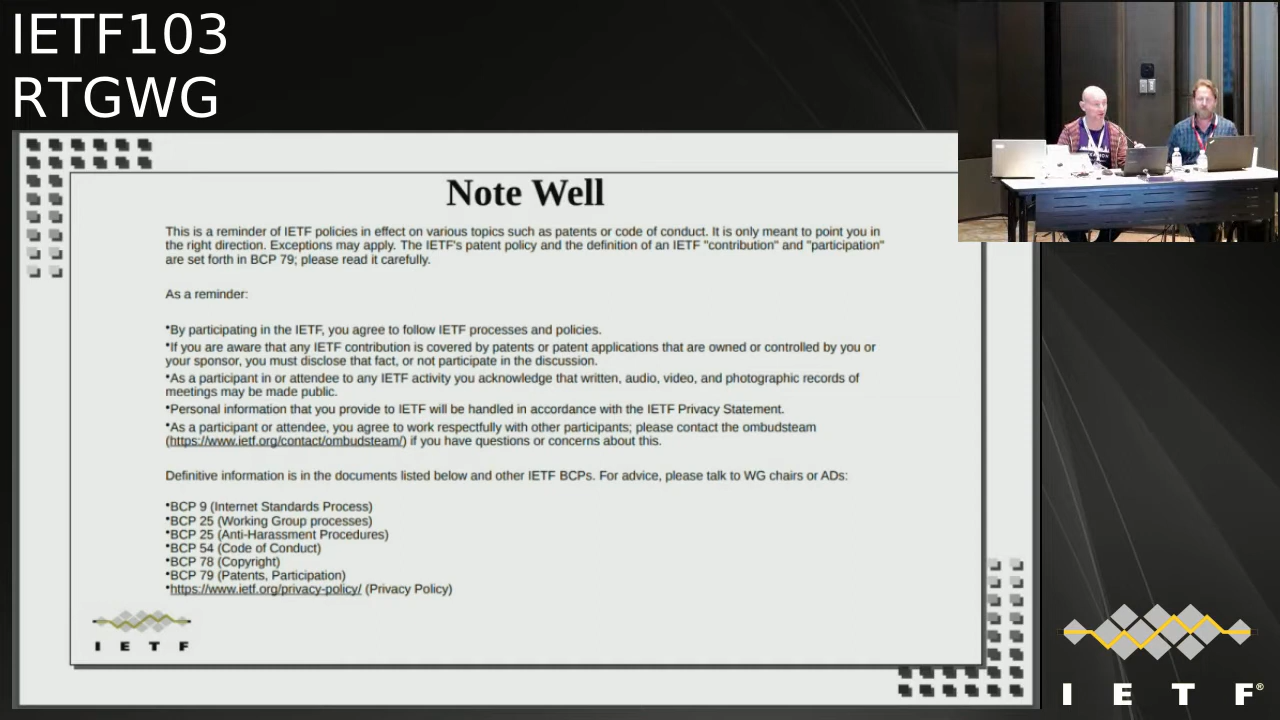 IETF103
RTGWG
Note Well
This is a reminder of IETF policies in effect on various topics such as patents or code of conduct. It is only meant to point you in
the right direction. Exceptions may apply. The IETF's patent policy and the definition of an IETF "contribution" and "participation"
are set forth in BCP 79; please read it carefully.
As a reminder:
•By participating in the IETF, you agree to follow IETF processes and policies.
•If you are aware that any IETF contribution is covered by patents or patent applications that are owned or controlled by you or
your sponsor, you must disclose that fact, or not participate in the discussion.
•As a participant in or attendee to any IETF activity you acknowledge that written, audio, video, and photographic records of
meetings may be made public.
•Personal information that you provide to IETF will be handled in accordance with the IETF Privacy Statement.
•As a participant or attendee, you agree to work respectfully with other participants; please contact the ombudsteam
(https://www.ietf.org/contact/ombudsteam/) if you have questions or concerns about this.
Definitive information is in the documents listed below and other IETF BCPs. For advice, please talk to WG chairs or ADs:
•BCP 9 (Internet Standards Process)
•BCP 25 (Working Group processes)
•BCP 25 (Anti-Harassment Procedures)
•BCP 54 (Code of Conduct)
•BCP 78 (Copyright)
•BCP 79 (Patents, Participation)
•https://www.ietf.org/privacy-policy/ (Privacy Policy)
I E T F
I E T F®